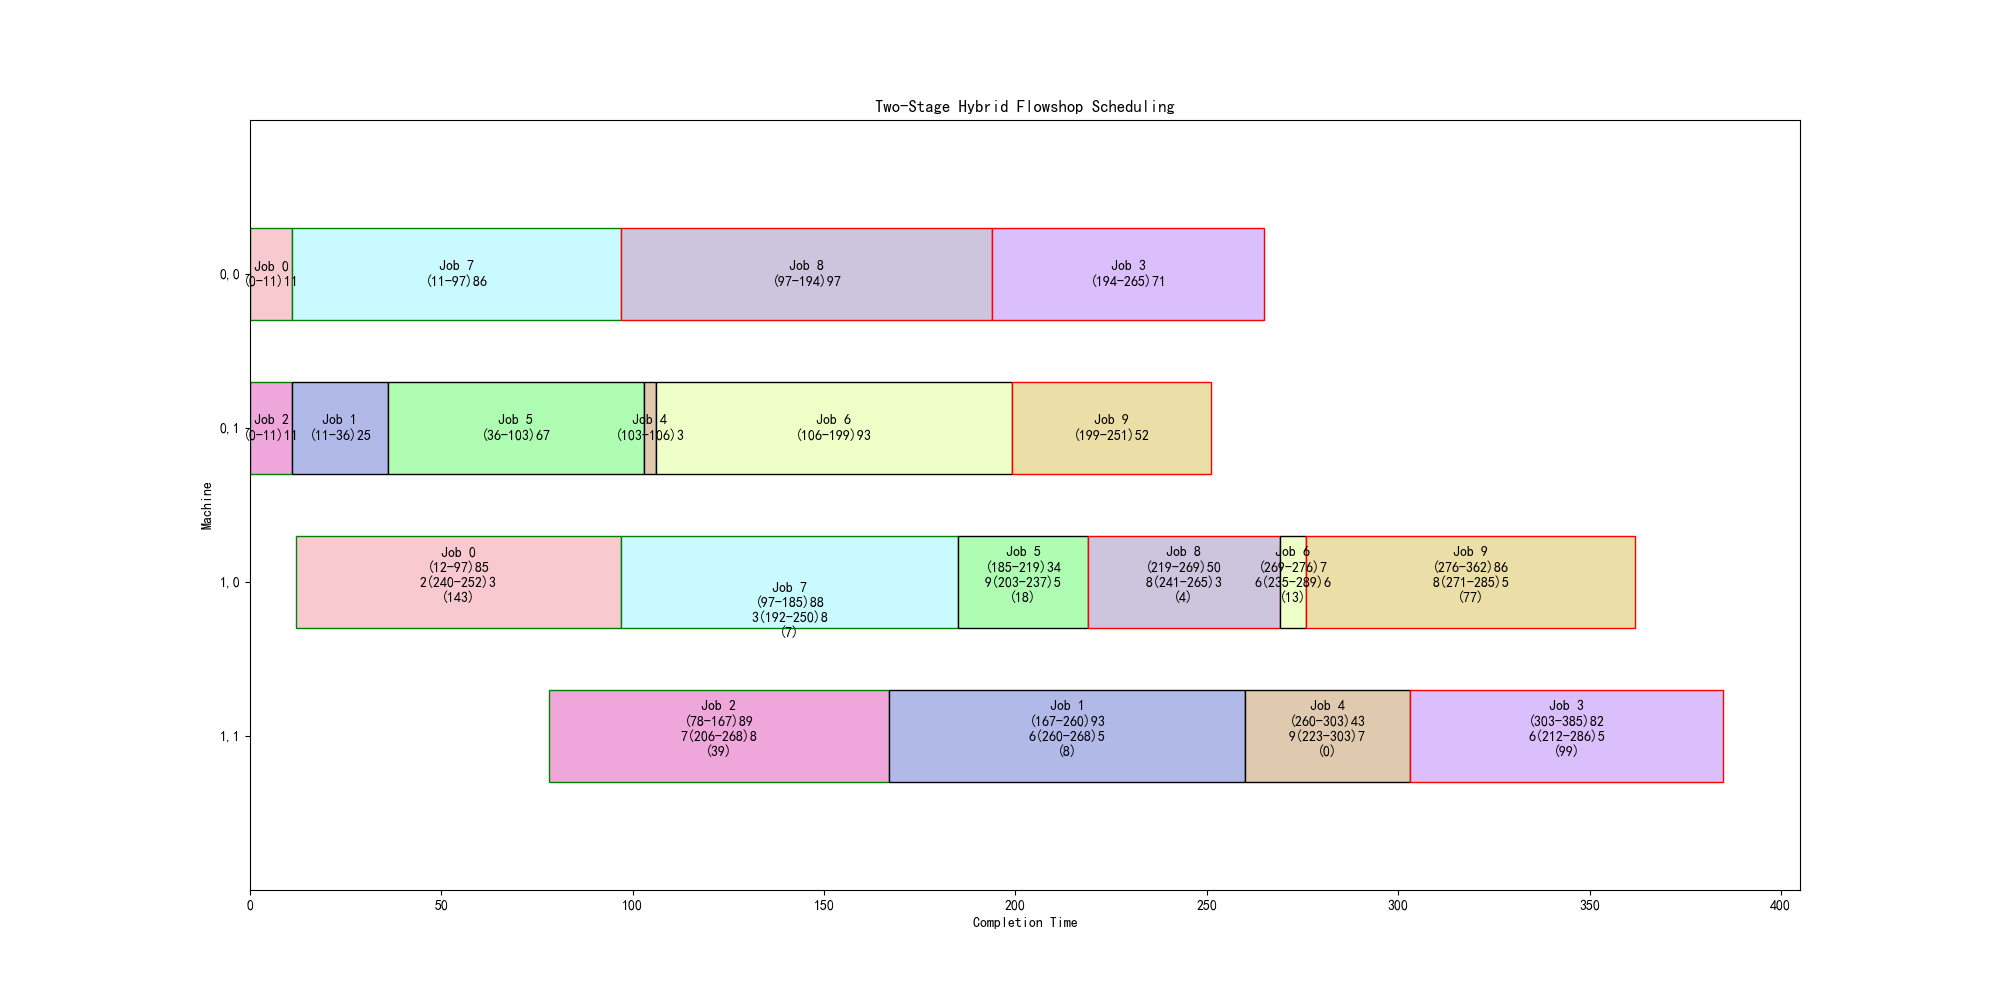 Two-Stage Hybrid Flowshop Scheduling
0,0
Job 0
(0-11)11
Job 7
(11-97)86
Job 8
(97-194)97
Job 3
(194-265)71
0,1
Job 2
(0-11)11
Job 1
(11-36)25
Job 5
(36-103)67
Job 4
(103-106)3
Job 6
(106-199)93
Job 9
(199-251)52
Machine
1,0
Job 0
(12-97)85
2(240-252)3
(143)
Job 7
(97-185)88
3(192-250)8
(7)
Job 5
(185-219)34
9(203-237)5
(18)
Job 8
(219-269)50
8(241-265)3
(4)
Job 6
(269-276)7
6(235-289)6
(13)
Job 9
(276-362)86
8(271-285)5
(77)
1,1
Job 2
(78-167)89
7(206-268)8
(39)
Job 1
(167-260)93
6(260-268)5
(8)
Job 4
(260-303)43
9(223-303)7
(0)
Job 3
(303-385)82
6(212-286)5
(99)
0 50 100 150 200 250 300 350 400
Completion Time